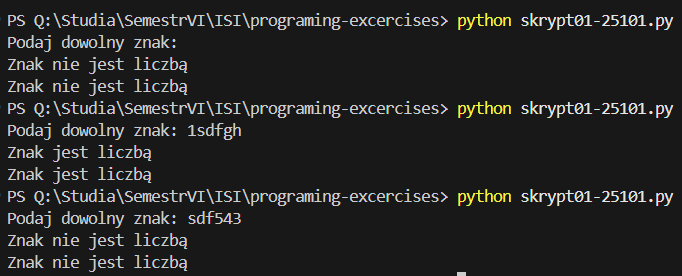 PS Q:\Studia\SemestrVI\ISI\programing-excercises> python skrypt01-25101.py
Podaj dowolny znak:
Znak nie jest liczbą
Znak nie jest liczbą
PS Q:\Studia\SemestrVI\ISI\programing-excercises> python skrypt01-25101.py
Podaj dowolny znak: 1sdfgh
Znak jest liczbą
Znak jest liczbą
PS Q:\Studia\SemestrVI\ISI\programing-excercises> python skrypt01-25101.py
Podaj dowolny znak: sdf543
Znak nie jest liczbą
Znak nie jest liczbą